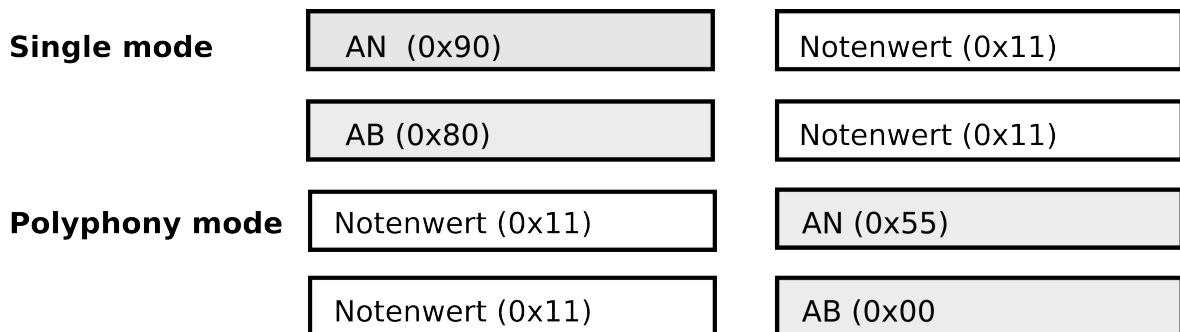 Single mode AN (0x90) Notenwert (0x11)
AB (0x80) Notenwert (0x11)
Polyphony mode Notenwert (0x11) AN (0x55)
Notenwert (0x11) AB (0x00